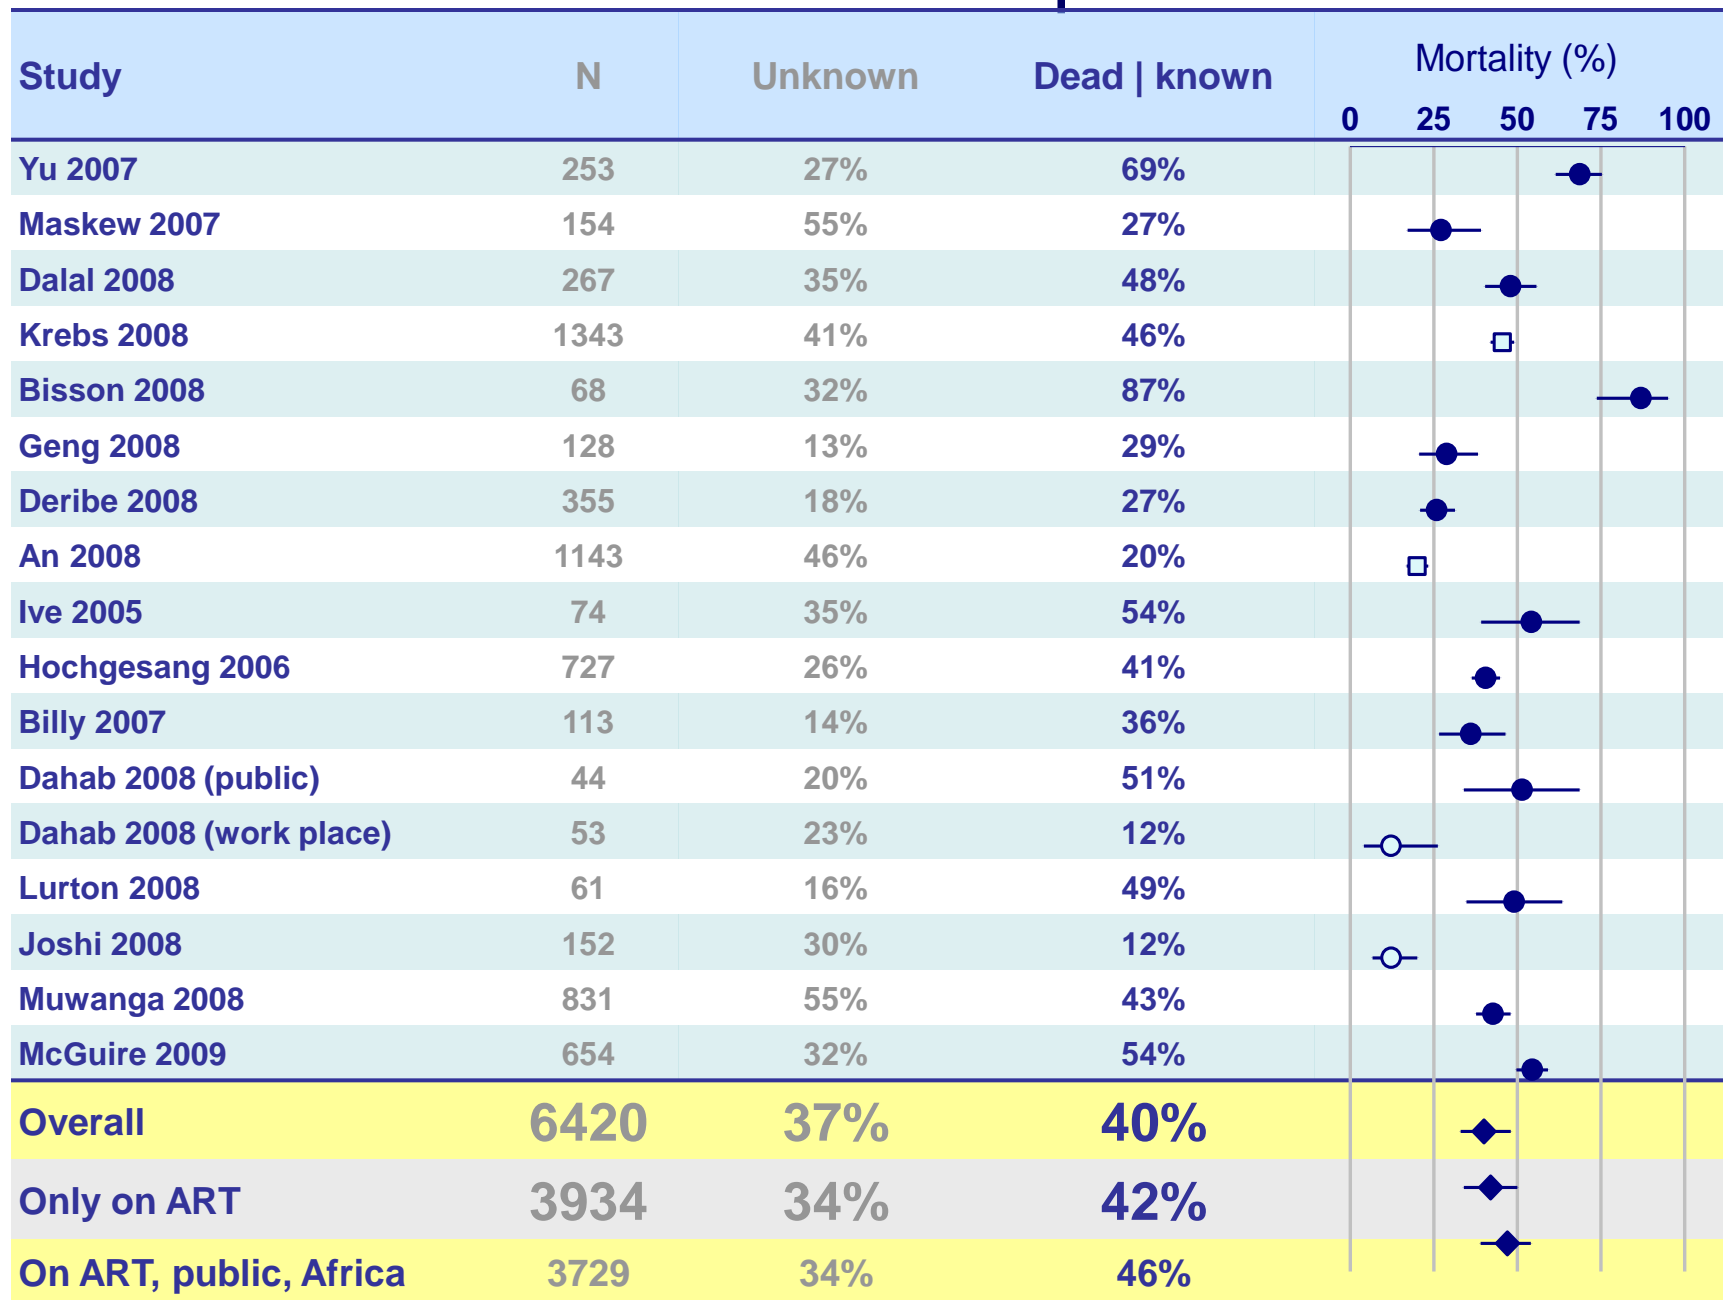 Study N Unknown Dead | known Mortality (%)
0 25 50 75 100
Yu 2007 253 27% 69%
Maskew 2007 154 55% 27%
Dalal 2008 267 35% 48%
Krebs 2008 1343 41% 46%
Bisson 2008 68 32% 87%
Geng 2008 128 13% 29%
Deribe 2008 355 18% 27%
An 2008 1143 46% 20%
Ive 2005 74 35% 54%
Hochgesang 2006 727 26% 41%
Billy 2007 113 14% 36%
Dahab 2008 (public) 44 20% 51%
Dahab 2008 (work place) 53 23% 12%
Lurton 2008 61 16% 49%
Joshi 2008 152 30% 12%
Muwanga 2008 831 55% 43%
McGuire 2009 654 32% 54%
Overall 6420 37% 40%
Only on ART 3934 34% 42%
On ART, public, Africa 3729 34% 46%